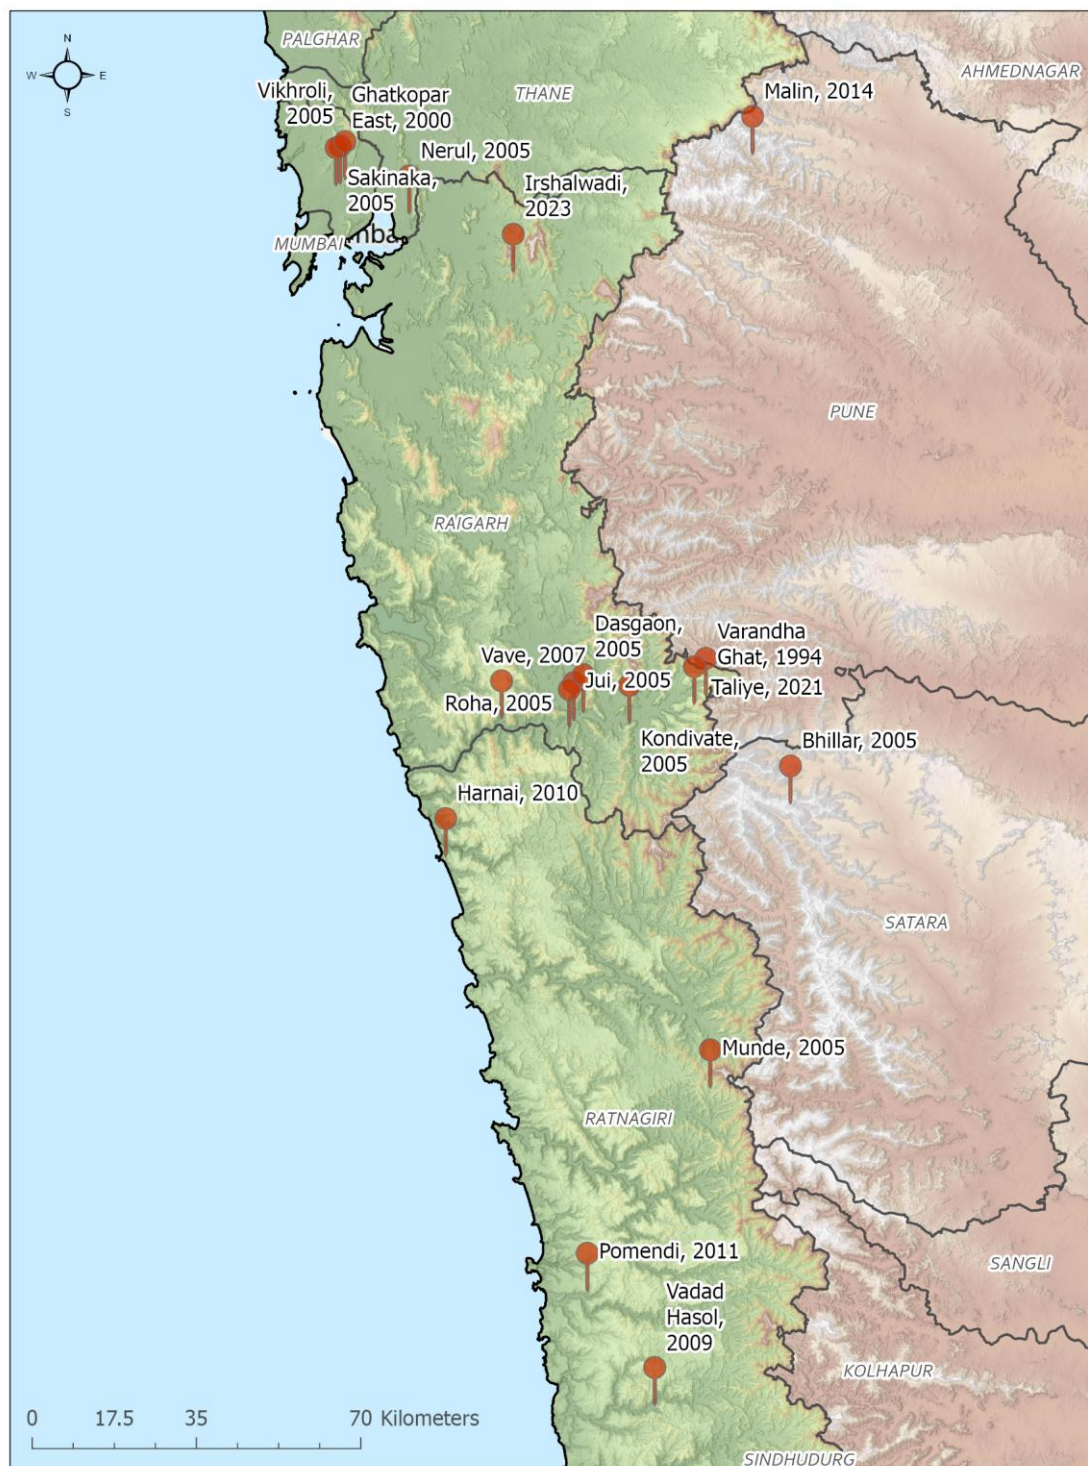 PALGHAR
N
W
E
S
AHMEDNAGAR
THANE
Vikhroli,
2005
Ghatkopar
East, 2000
Malin, 2014
Nerul, 2005
Sakinaka,
2005
Irshalwadi,
2023
MUMBAI
mba
PUNE
RAIGARH
Dasgaon,
2005
Varandha
Ghat, 1994
Vave, 2007
Jui, 2005
Taliye, 2021
Roha, 2005
Kondivate,
2005
Bhillar, 2005
Harnai, 2010
SATARA
Munde, 2005
RATNAGIRI
Pomendi, 2011
SANGLI
Vadad
Hasol,
2009
KOLHAPUR
0 17.5 35 70 Kilometers
SINDHUDURG